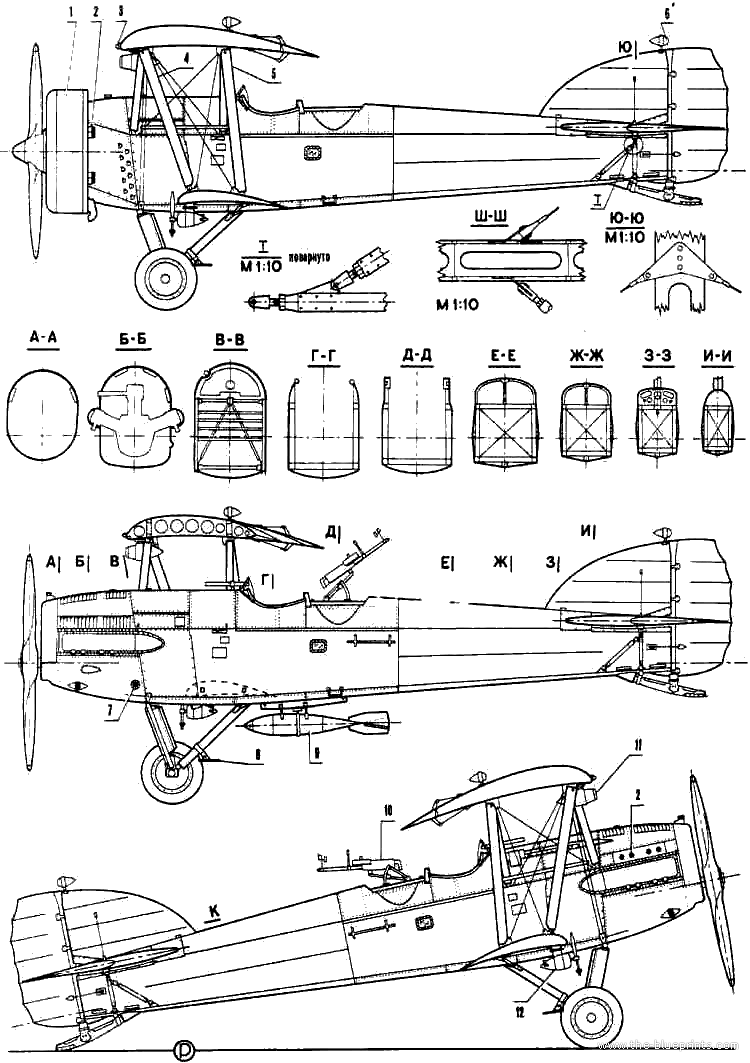 1
2
3
4
5
6'
Ю
I
Т
М 1:10
повернуто
Ш-Ш
М 1:10
Ю-Ю
М 1:10
А-А
Б-Б
В-В
Г-Г
Д-Д
Е-Е
Ж-Ж
З-З
И-И
А
Б
В
Г
Д
Е
Ж
З
И
7
8
9
10
11
2
К
12
Р
www.the-blueprints.com